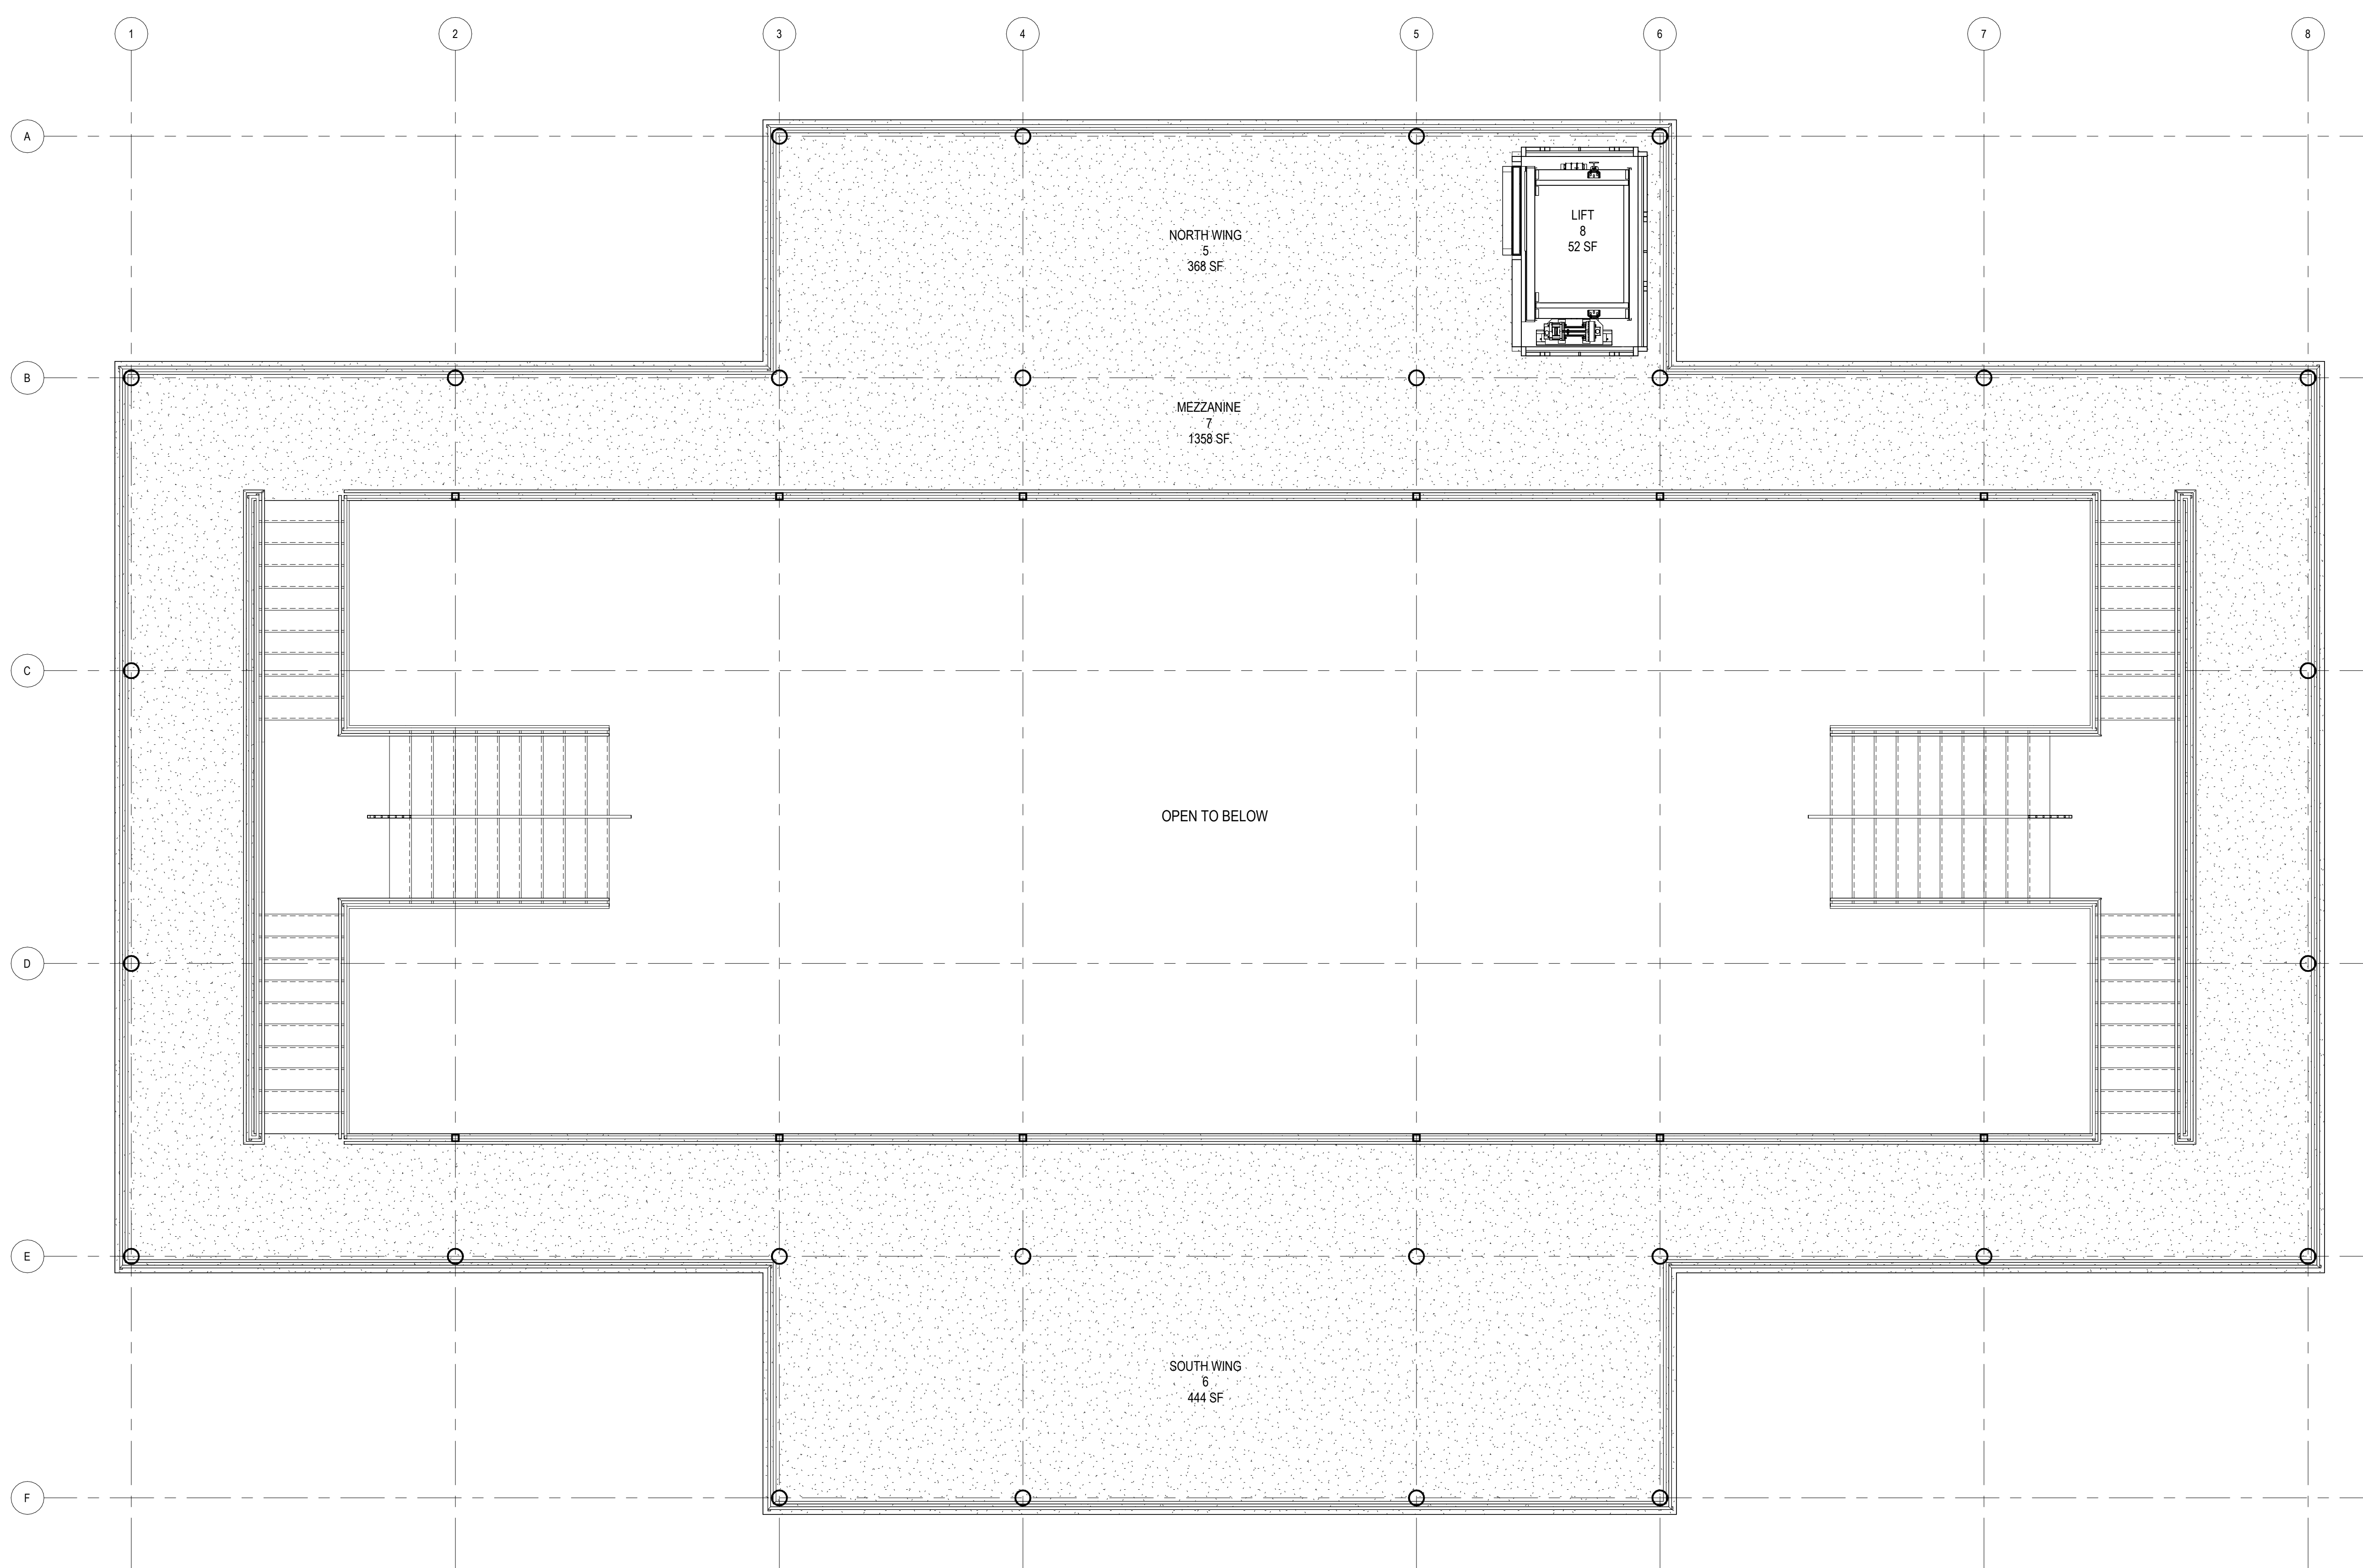 1
2
3
4
5
6
7
8
A
LIFT
8
52 SF
NORTH WING
5
368 SF
B
MEZZANINE
7
1358 SF
C
OPEN TO BELOW
D
E
SOUTH WING
6
444 SF
F